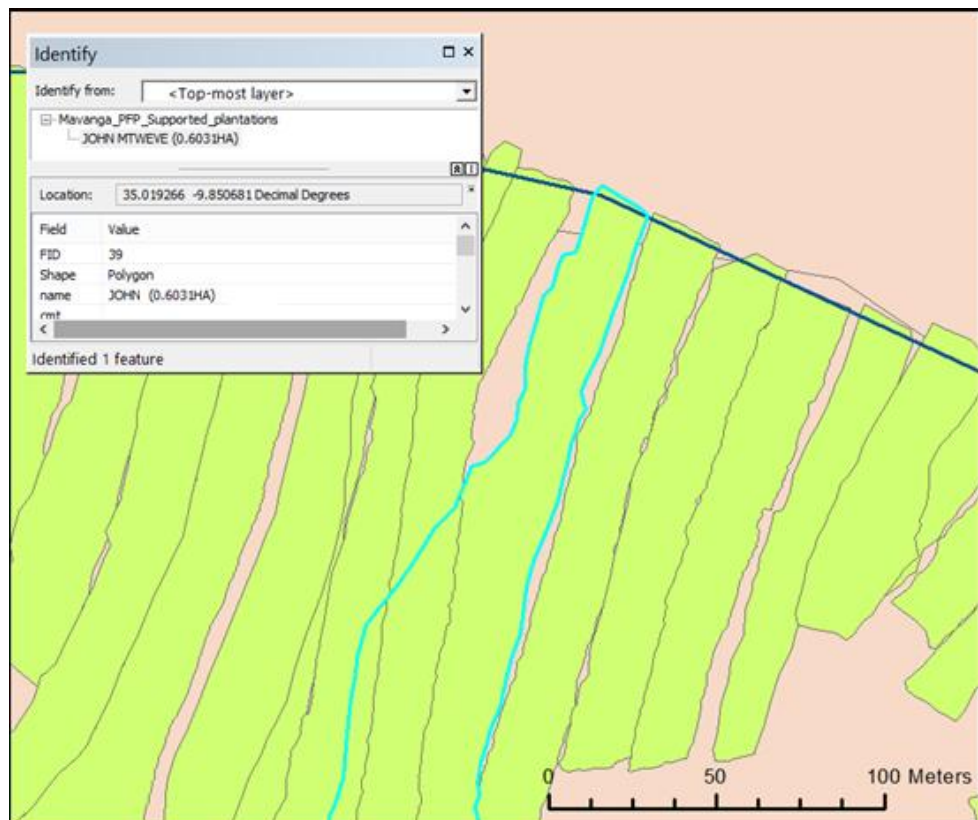 Identify
Identify from: <Top-most layer>
Mavanga_PFP_Supported_plantations
JOHN MTWEVE (0.6031HA)
Location: 35.019266 -9.850681 Decimal Degrees
Field Value
FID 39
Shape Polygon
name JOHN (0.6031HA)
cmt
Identified 1 feature
0 50 100 Meters